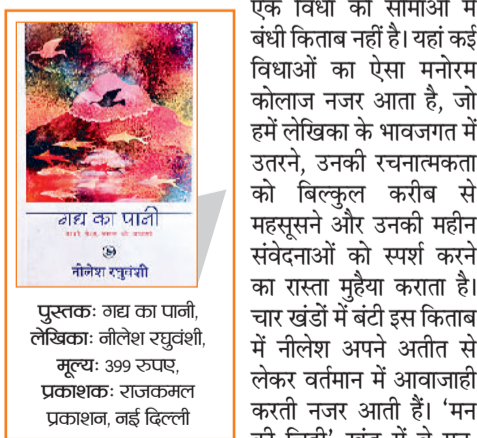 गद्य का पानी
नीलेश रघुवंशी
पुस्तकः गद्य का पानी,
लेखिकाः नीलेश रघुवंशी,
मूल्यः 399 रुपए,
प्रकाशकः राजकमल
प्रकाशन, नई दिल्ली
एक विधा की सीमाओं में
बंधी किताब नहीं है। यहां कई
विधाओं का ऐसा मनोरम
कोलाज नजर आता है, जो
हमें लेखिका के भावजगत में
उतरने, उनकी रचनात्मकता
को बिल्कुल करीब से
महसूसने और उनकी महीन
संवेदनाओं को स्पर्श करने
का रास्ता मुहैया कराता है।
चार खंडों में बंटी इस किताब
में नीलेश अपने अतीत से
लेकर वर्तमान में आवाजाही
करती नजर आती हैं। ‘मन